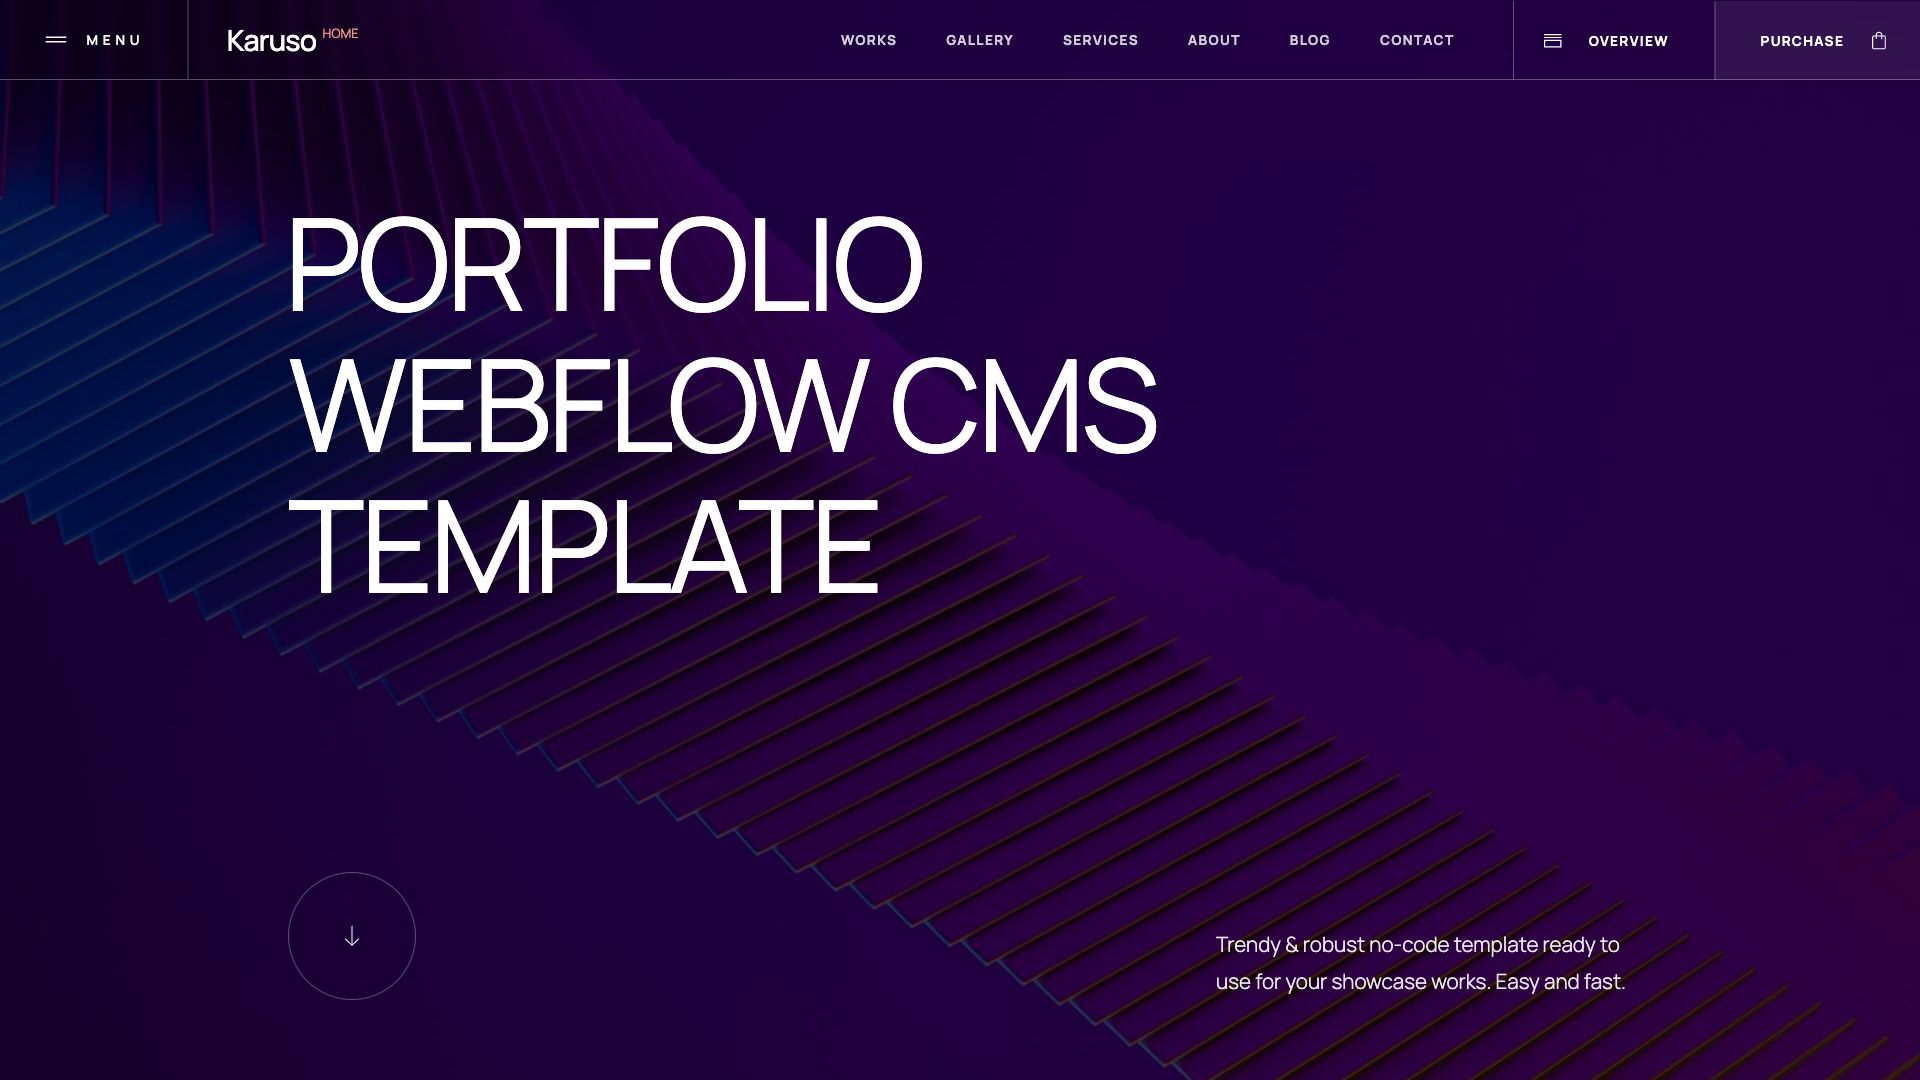 MENU
Karuso HOME
WORKS GALLERY SERVICES ABOUT BLOG CONTACT
OVERVIEW
PURCHASE
PORTFOLIO
WEBFLOW CMS
TEMPLATE
Trendy & robust no-code template ready to
use for your showcase works. Easy and fast.